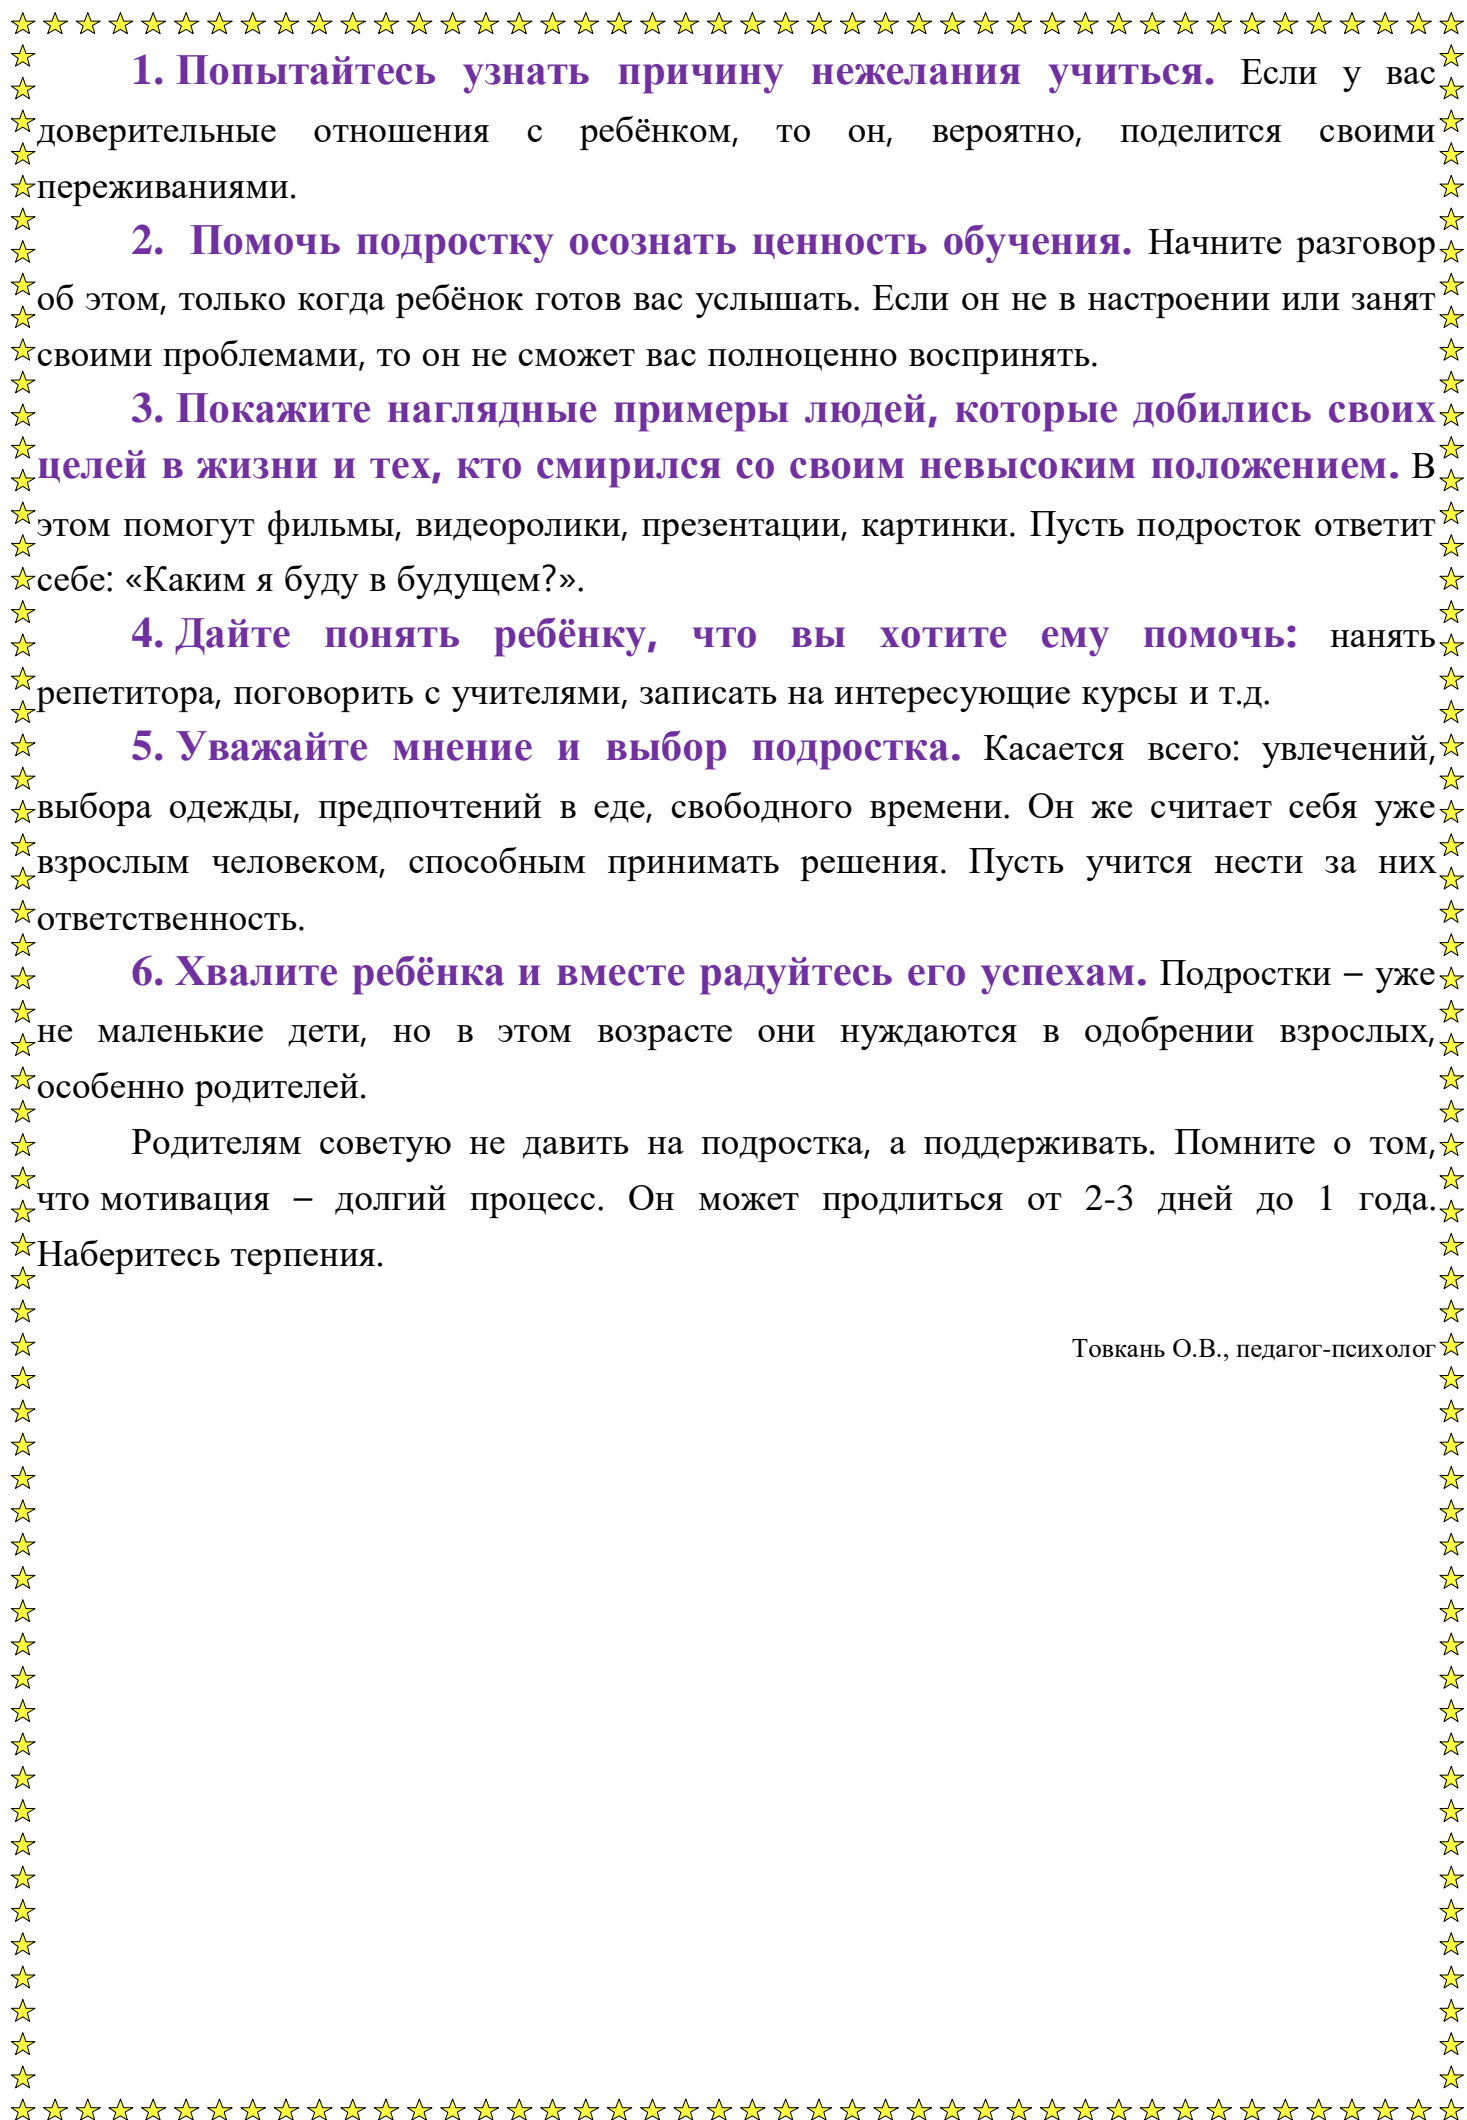 1. Попытайтесь узнать причину нежелания учиться. Если у вас
доверительные отношения с ребёнком, то он, вероятно, поделится своими
переживаниями.
2. Помочь подростку осознать ценность обучения. Начните разговор
об этом, только когда ребёнок готов вас услышать. Если он не в настроении или занят
своими проблемами, то он не сможет вас полноценно воспринять.
3. Покажите наглядные примеры людей, которые добились своих
целей в жизни и тех, кто смирился со своим невысоким положением. В
этом помогут фильмы, видеоролики, презентации, картинки. Пусть подросток ответит
себе: «Каким я буду в будущем?».
4. Дайте понять ребёнку, что вы хотите ему помочь: нанять
репетитора, поговорить с учителями, записать на интересующие курсы и т.д.
5. Уважайте мнение и выбор подростка. Касается всего: увлечений,
выбора одежды, предпочтений в еде, свободного времени. Он же считает себя уже
взрослым человеком, способным принимать решения. Пусть учится нести за них
ответственность.
6. Хвалите ребёнка и вместе радуйтесь его успехам. Подростки – уже
не маленькие дети, но в этом возрасте они нуждаются в одобрении взрослых,
особенно родителей.
Родителям советую не давить на подростка, а поддерживать. Помните о том,
что мотивация – долгий процесс. Он может продлиться от 2-3 дней до 1 года.
Наберитесь терпения.
Товкань О.В., педагог-психолог